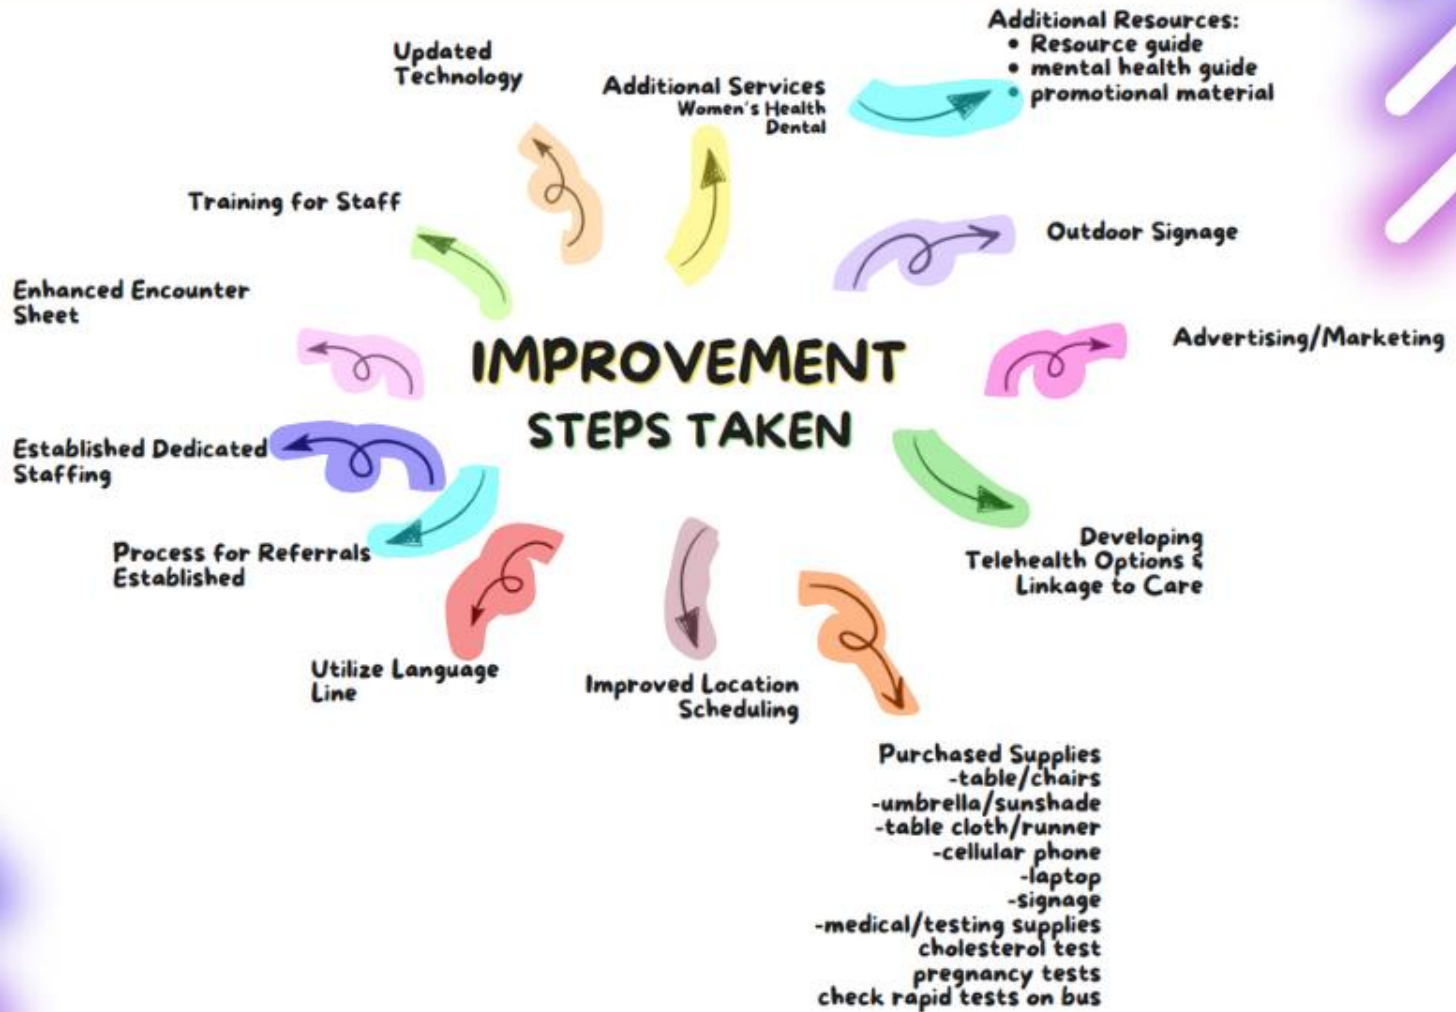 Additional Resources:
• Resource guide
• mental health guide
• promotional material
Updated
Technology
Additional Services
Women's Health
Dental
Training for Staff
Outdoor Signage
Enhanced Encounter
Sheet
Advertising/Marketing
IMPROVEMENT
STEPS TAKEN
Established Dedicated
Staffing
Process for Referrals
Established
Developing
Telehealth Options &
Linkage to Care
Utilize Language
Line
Improved Location
Scheduling
Purchased Supplies
-table/chairs
-umbrella/sunshade
-table cloth/runner
-cellular phone
-laptop
-signage
-medical/testing supplies
cholesterol test
pregnancy tests
check rapid tests on bus